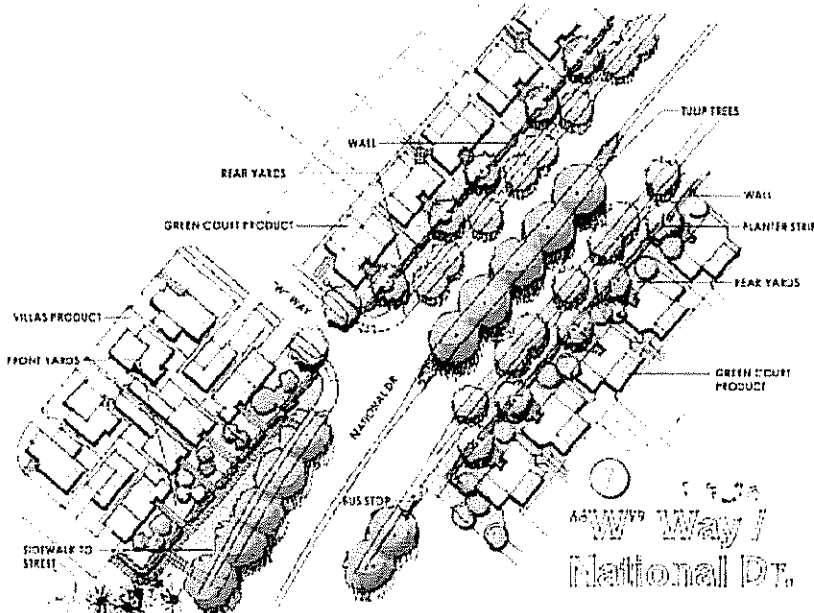 TULIP TREES
WALL
REAR YARDS
WALL
GREEN COURT PRODUCT
PLANTER STRIP
"W" WAY
REAR YARDS
VILLAS PRODUCT
FRONT YARDS
GREEN COURT
PRODUCT
NATIONAL DR
BUS STOP
SIDEWALK TO
STREET
"W" Way /
National Dr.